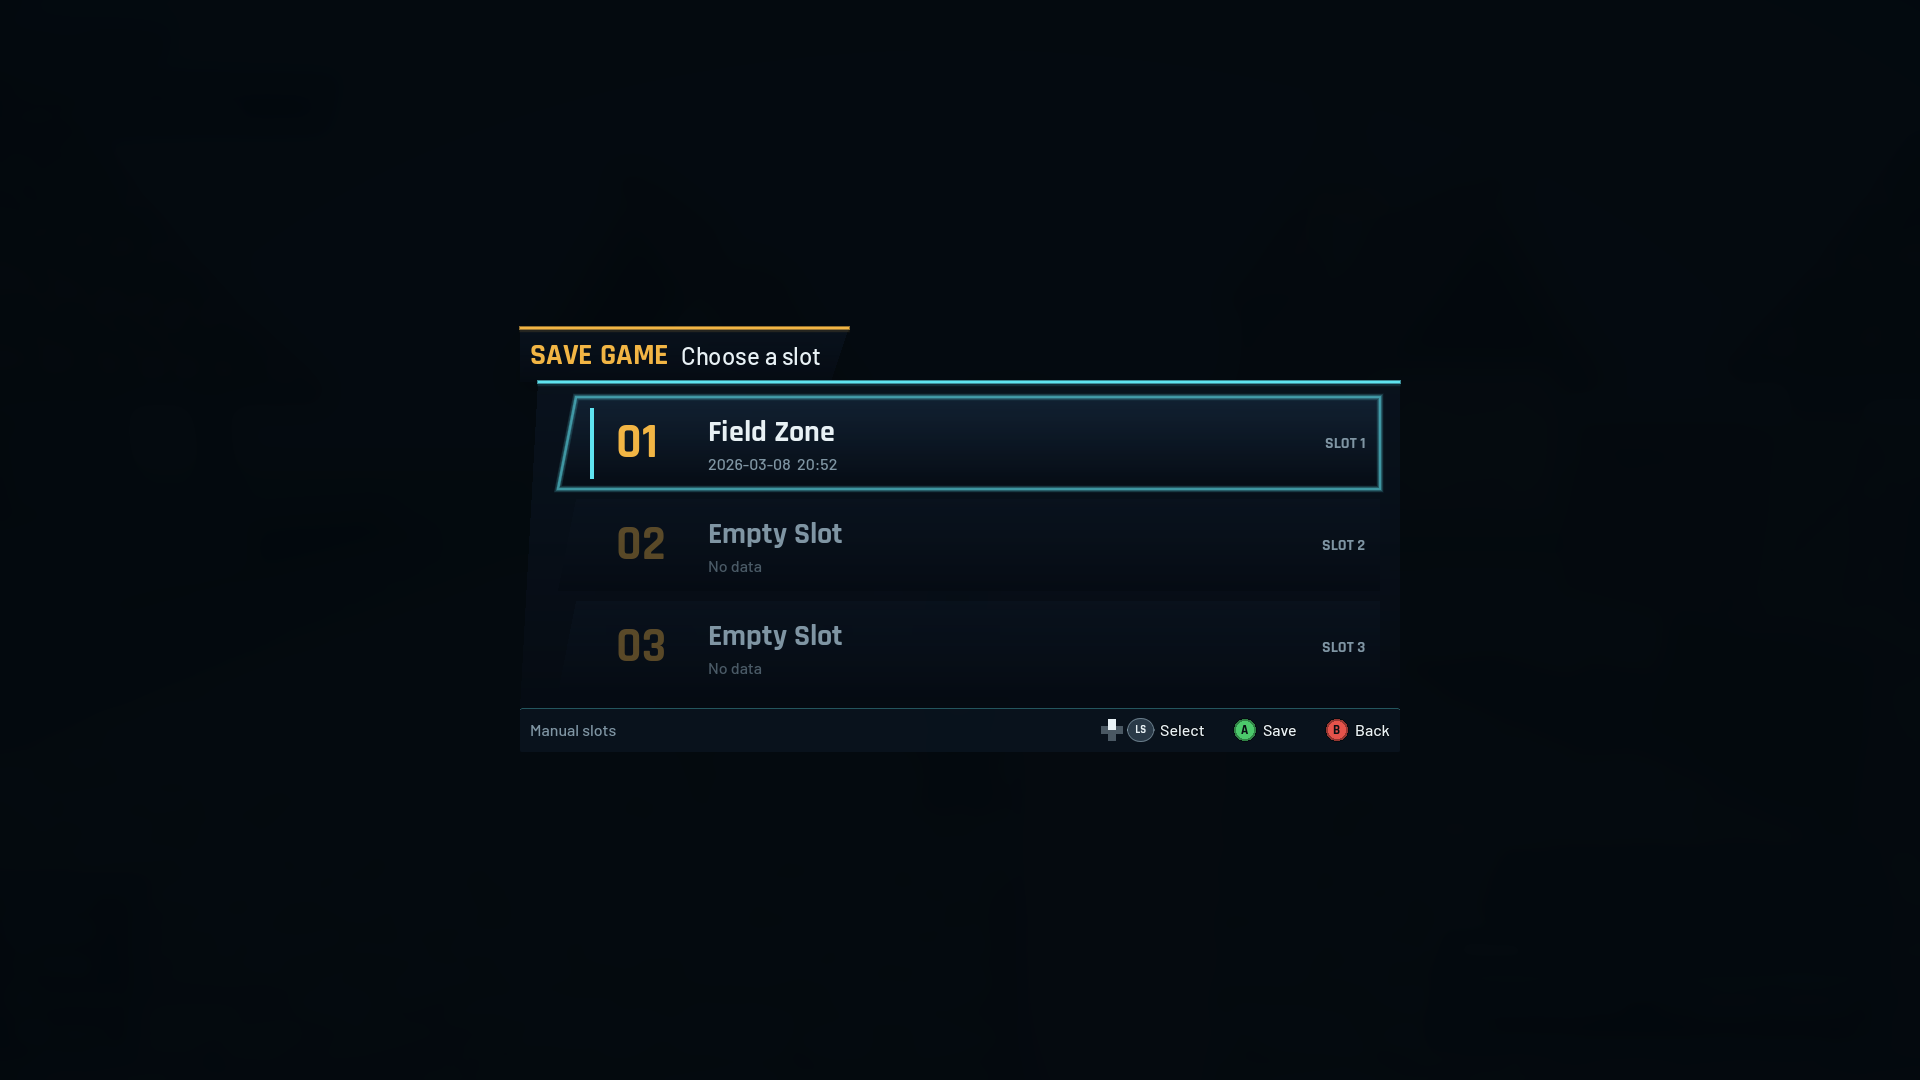 SAVE GAME Choose a slot
01
Field Zone
2026-03-08 20:52
SLOT 1
02
Empty Slot
No data
SLOT 2
03
Empty Slot
No data
SLOT 3
Manual slots
LS Select A Save B Back